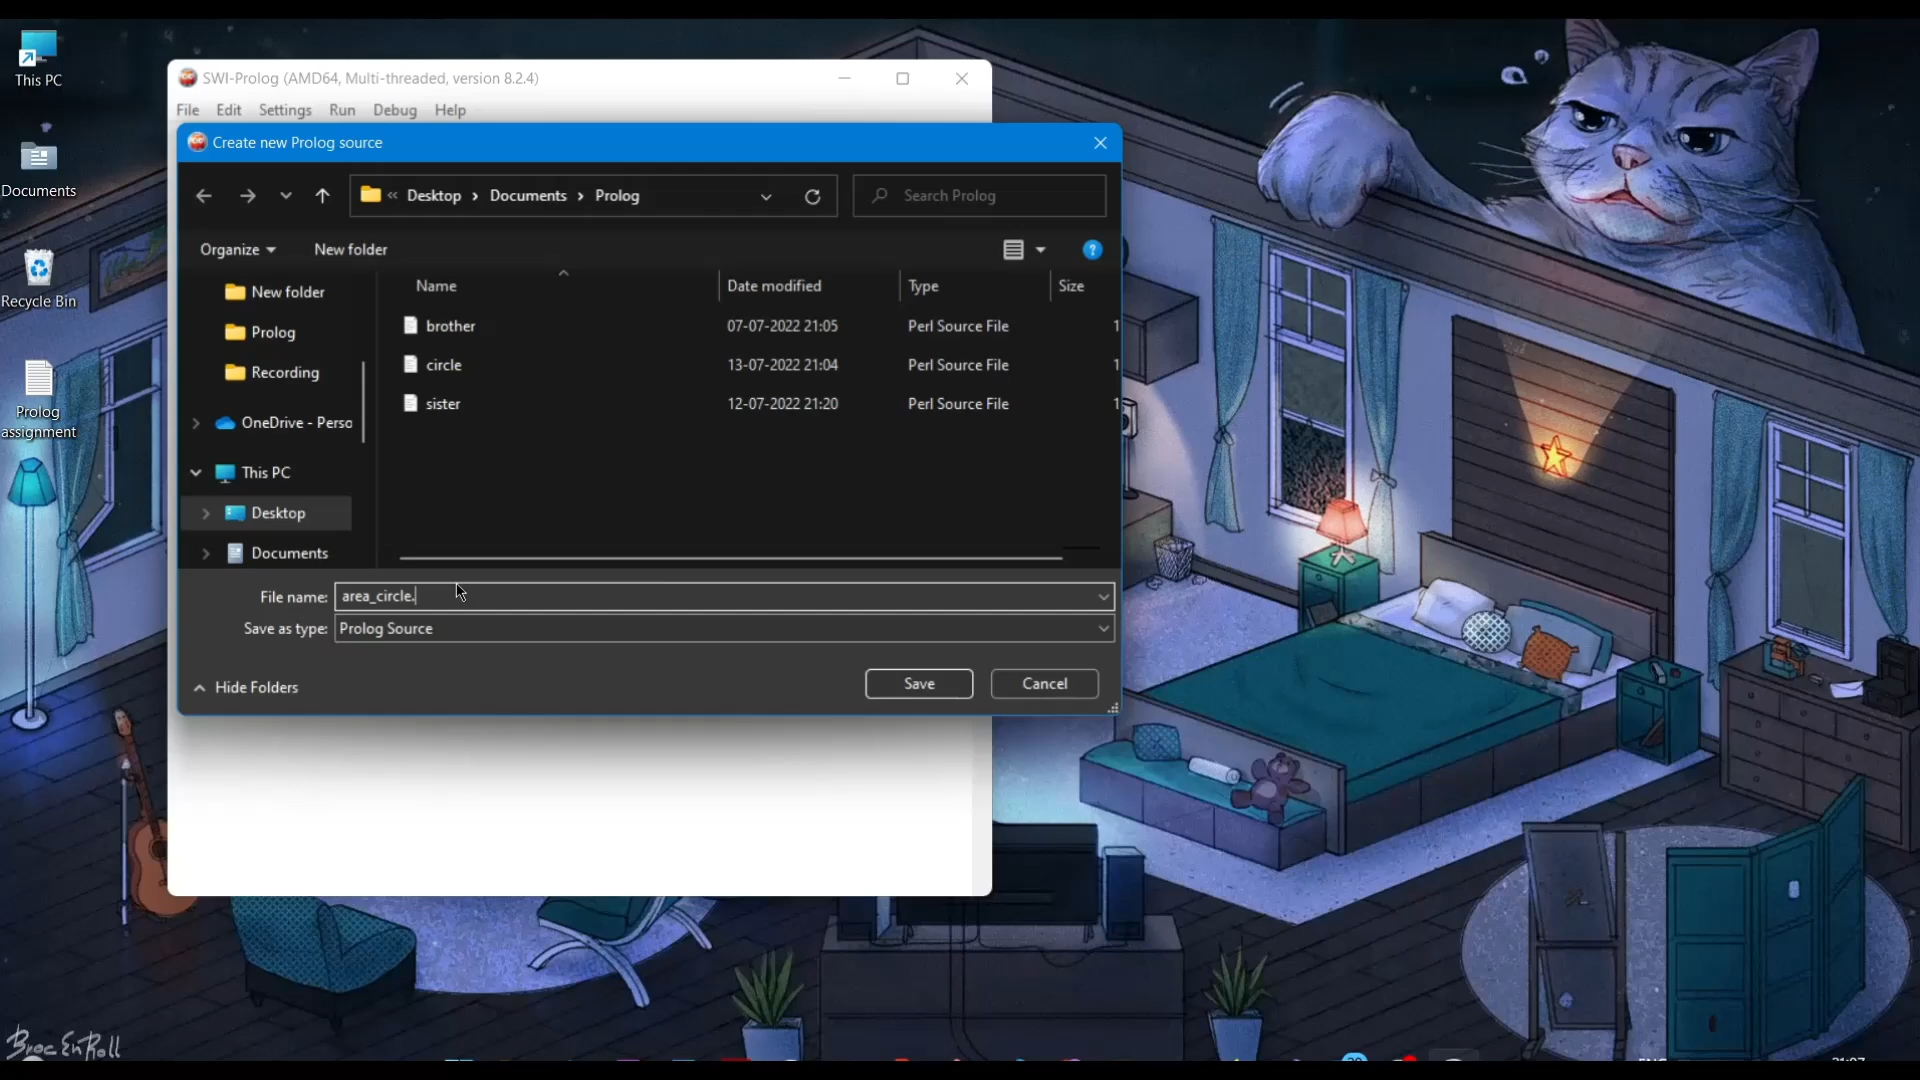 This PC
Documents
Recycle Bin
Prolog
assignment
SWI-Prolog (AMD64, Multi-threaded, version 8.2.4)
File Edit Settings Run Debug Help
Create new Prolog source
« Desktop › Documents › Prolog
Search Prolog
Organize New folder
?
Name Date modified Type Size
New folder
Prolog
Recording
OneDrive - Perso
This PC
Desktop
Documents
brother 07-07-2022 21:05 Perl Source File 1
circle 13-07-2022 21:04 Perl Source File 1
sister 12-07-2022 21:20 Perl Source File 1
File name: area_circle.
Save as type: Prolog Source
Hide Folders
Save Cancel